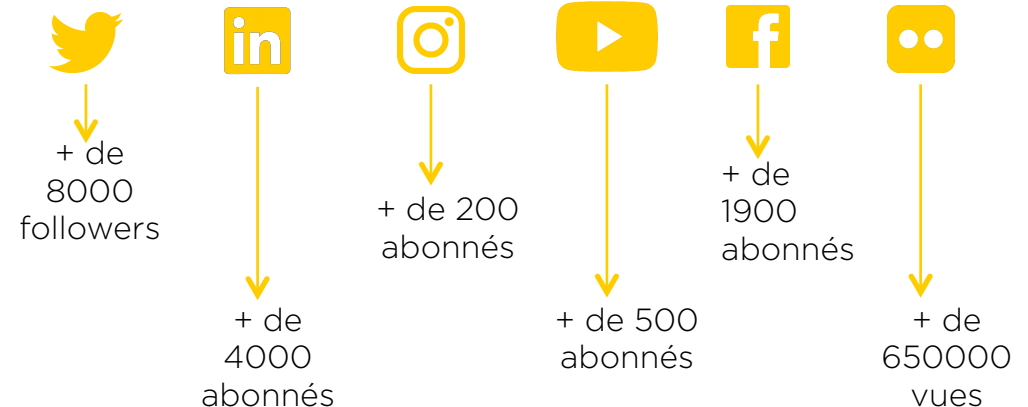 + de
8000
followers
+ de
4000
abonnés
+ de 200
abonnés
+ de 500
abonnés
+ de
1900
abonnés
+ de
650000
vues